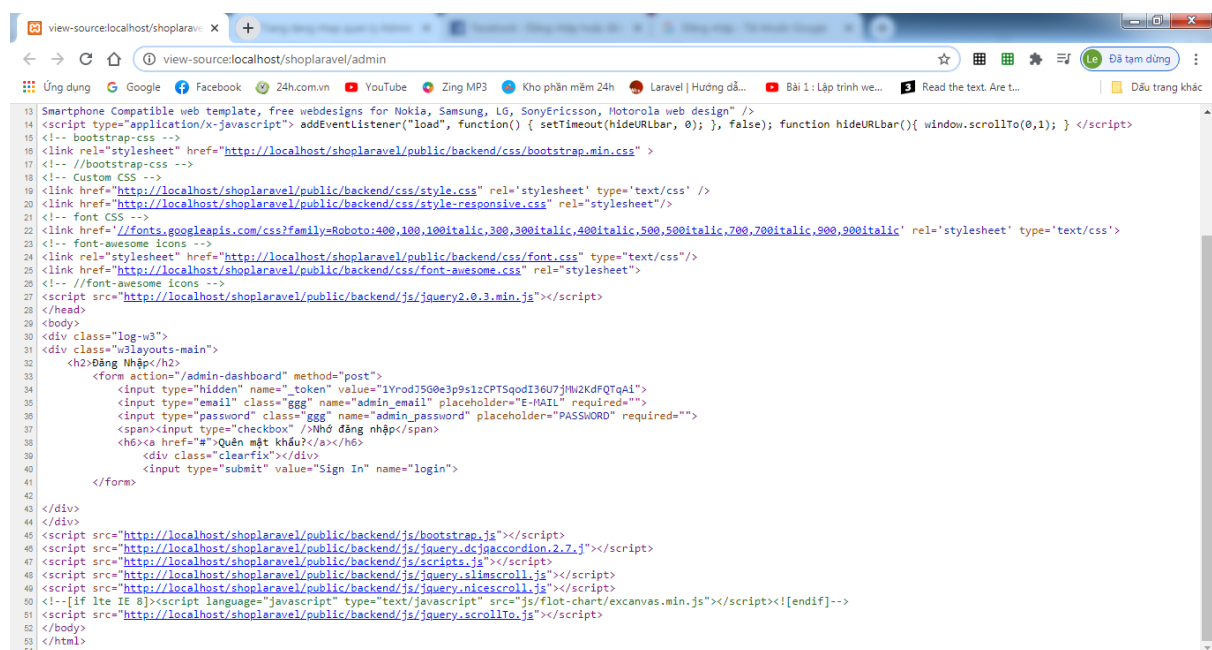 view-source:localhost/shoplarave
view-source:localhost/shoplaravel/admin
Le Đã tạm dừng
Ứng dụng Google Facebook 24h.com.vn YouTube Zing MP3 Kho phần mềm 24h Laravel | Hướng dẫ... Bài 1 : Lập trình we... Read the text. Are t... Dấu trang khác
13 Smartphone Compatible web template, free webdesigns for Nokia, Samsung, LG, SonyEricsson, Motorola web design" />
14 <script type="application/x-javascript"> addEventListener("load", function() { setTimeout(hideURLbar, 0); }, false); function hideURLbar(){ window.scrollTo(0,1); } </script>
15 <!-- bootstrap-css -->
16 <link rel="stylesheet" href="http://localhost/shoplaravel/public/backend/css/bootstrap.min.css" >
17 <!-- //bootstrap-css -->
18 <!-- Custom CSS -->
19 <link href="http://localhost/shoplaravel/public/backend/css/style.css" rel='stylesheet' type='text/css' />
20 <link href="http://localhost/shoplaravel/public/backend/css/style-responsive.css" rel="stylesheet"/>
21 <!-- font CSS -->
22 <link href='//fonts.googleapis.com/css?family=Roboto:400,100,100italic,300,300italic,400italic,500,500italic,700,700italic,900,900italic' rel='stylesheet' type='text/css'>
23 <!-- font-awesome icons -->
24 <link rel="stylesheet" href="http://localhost/shoplaravel/public/backend/css/font.css" type="text/css"/>
25 <link href="http://localhost/shoplaravel/public/backend/css/font-awesome.css" rel="stylesheet">
26 <!-- //font-awesome icons -->
27 <script src="http://localhost/shoplaravel/public/backend/js/jquery2.0.3.min.js"></script>
28 </head>
29 <body>
30 <div class="log-w3">
31 <div class="w3layouts-main">
32 <h2>Đăng Nhập</h2>
33 <form action="/admin-dashboard" method="post">
34 <input type="hidden" name="_token" value="1YrodJ5G0e3p9s1zCPTSqodI36U7jMW2KdFQTqAi">
35 <input type="email" class="ggg" name="admin_email" placeholder="E-MAIL" required="">
36 <input type="password" class="ggg" name="admin_password" placeholder="PASSWORD" required="">
37 <span><input type="checkbox" />Nhớ đăng nhập</span>
38 <h6><a href="#">Quên mật khẩu?</a></h6>
39 <div class="clearfix"></div>
40 <input type="submit" value="Sign In" name="login">
41 </form>
42
43 </div>
44 </div>
45 <script src="http://localhost/shoplaravel/public/backend/js/bootstrap.js"></script>
46 <script src="http://localhost/shoplaravel/public/backend/js/jquery.dcjqaccordion.2.7.j"></script>
47 <script src="http://localhost/shoplaravel/public/backend/js/scripts.js"></script>
48 <script src="http://localhost/shoplaravel/public/backend/js/jquery.slimscroll.js"></script>
49 <script src="http://localhost/shoplaravel/public/backend/js/jquery.nicescroll.js"></script>
50 <!--[if lte IE 8]><script language="javascript" type="text/javascript" src="js/flot-chart/excanvas.min.js"></script><![endif]-->
51 <script src="http://localhost/shoplaravel/public/backend/js/jquery.scrollTo.js"></script>
52 </body>
53 </html>